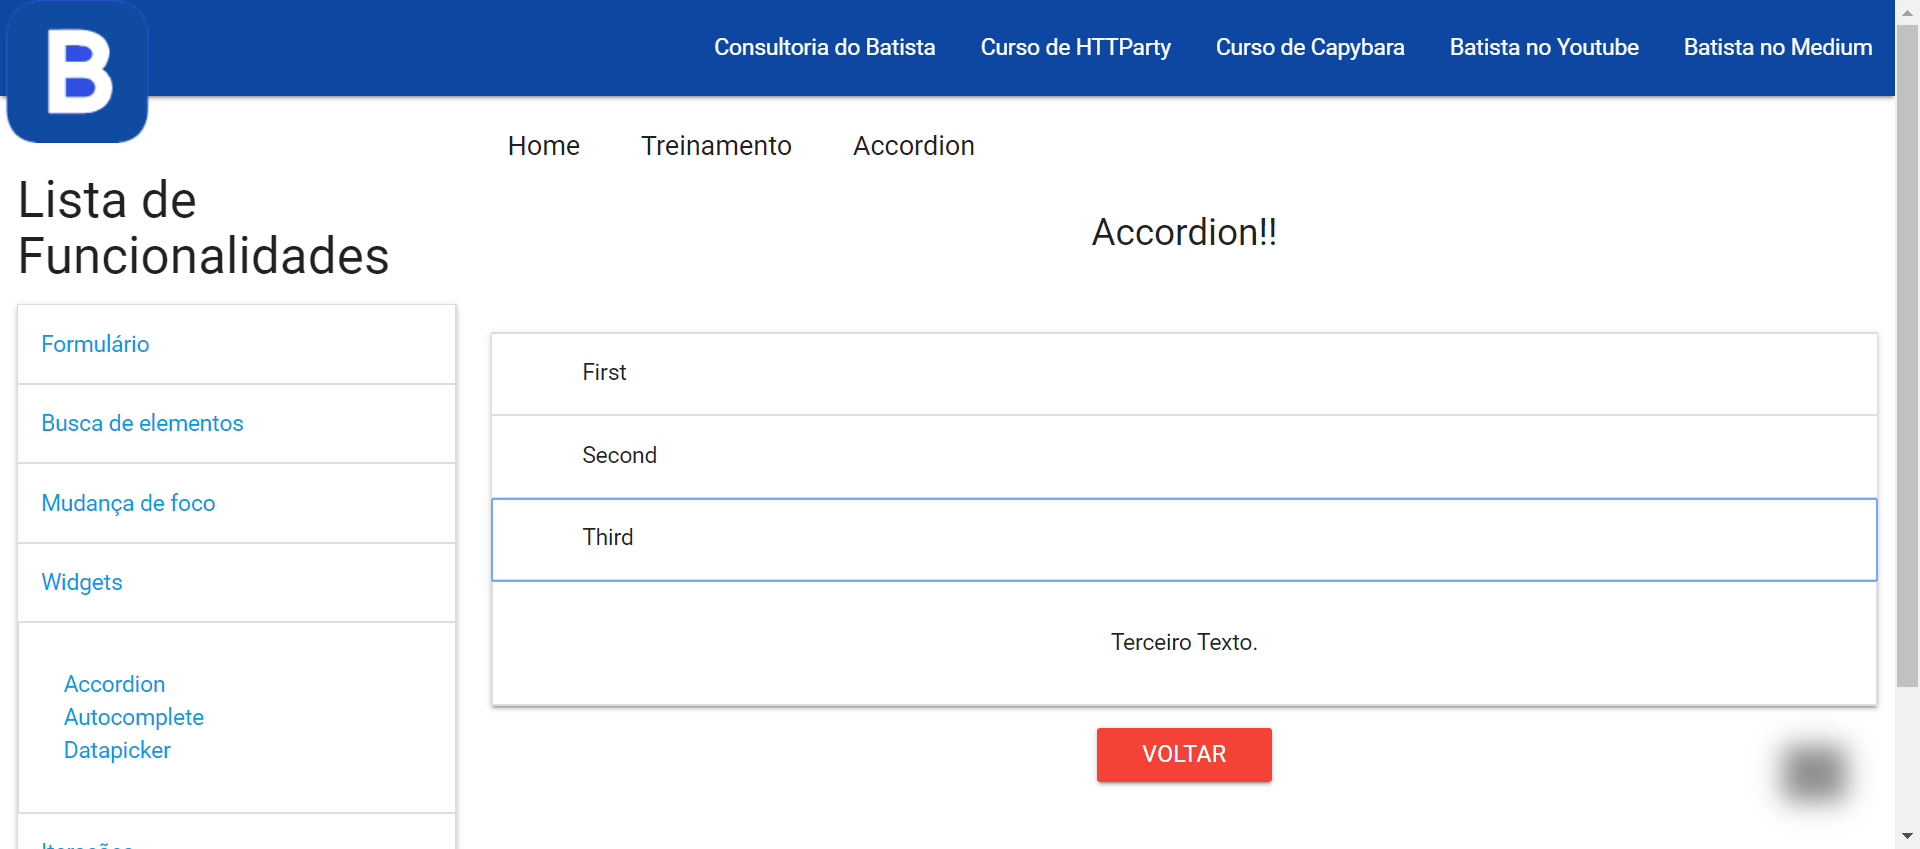 B
Consultoria do Batista Curso de HTTParty Curso de Capybara Batista no Youtube Batista no Medium
Home Treinamento Accordion
Lista de
Funcionalidades
Formulário
Busca de elementos
Mudança de foco
Widgets
Accordion
Autocomplete
Datapicker
Accordion!!
First
Second
Third
Terceiro Texto.
VOLTAR